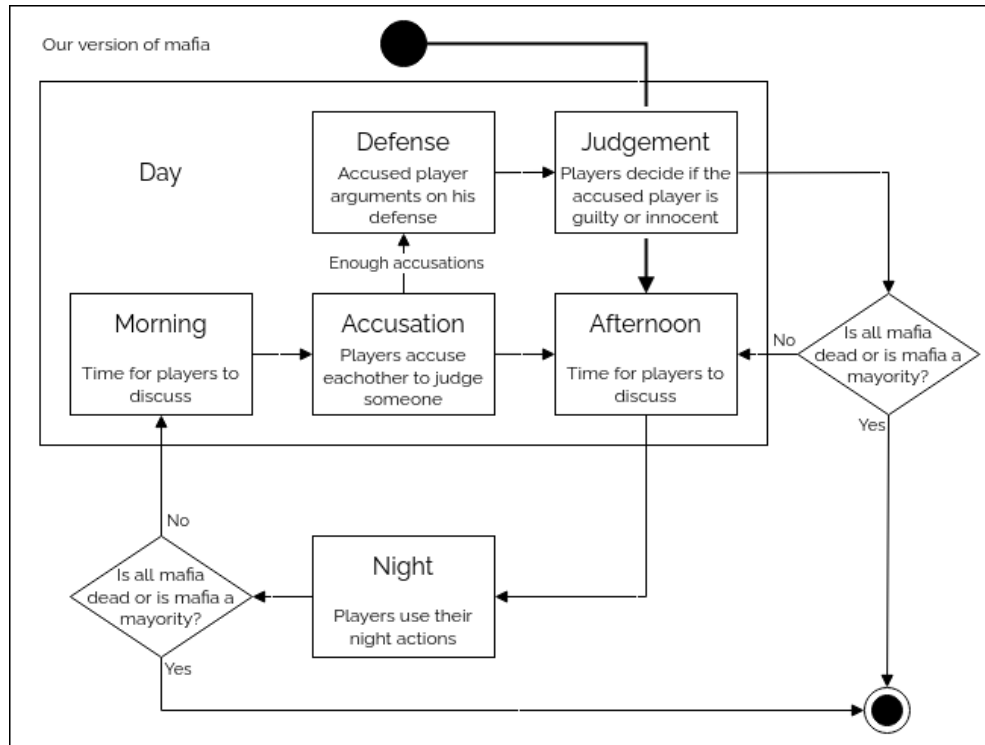 Our version of mafia
Day
Defense
Accused player
arguments on his
defense
Judgement
Players decide if the
accused player is
guilty or innocent
Enough accusations
Morning
Time for players to
discuss
Accusation
Players accuse
eachother to judge
someone
Afternoon
Time for players to
discuss
No
Is all mafia
dead or is mafia a
mayority?
Yes
No
Is all mafia
dead or is mafia a
mayority?
Yes
Night
Players use their
night actions